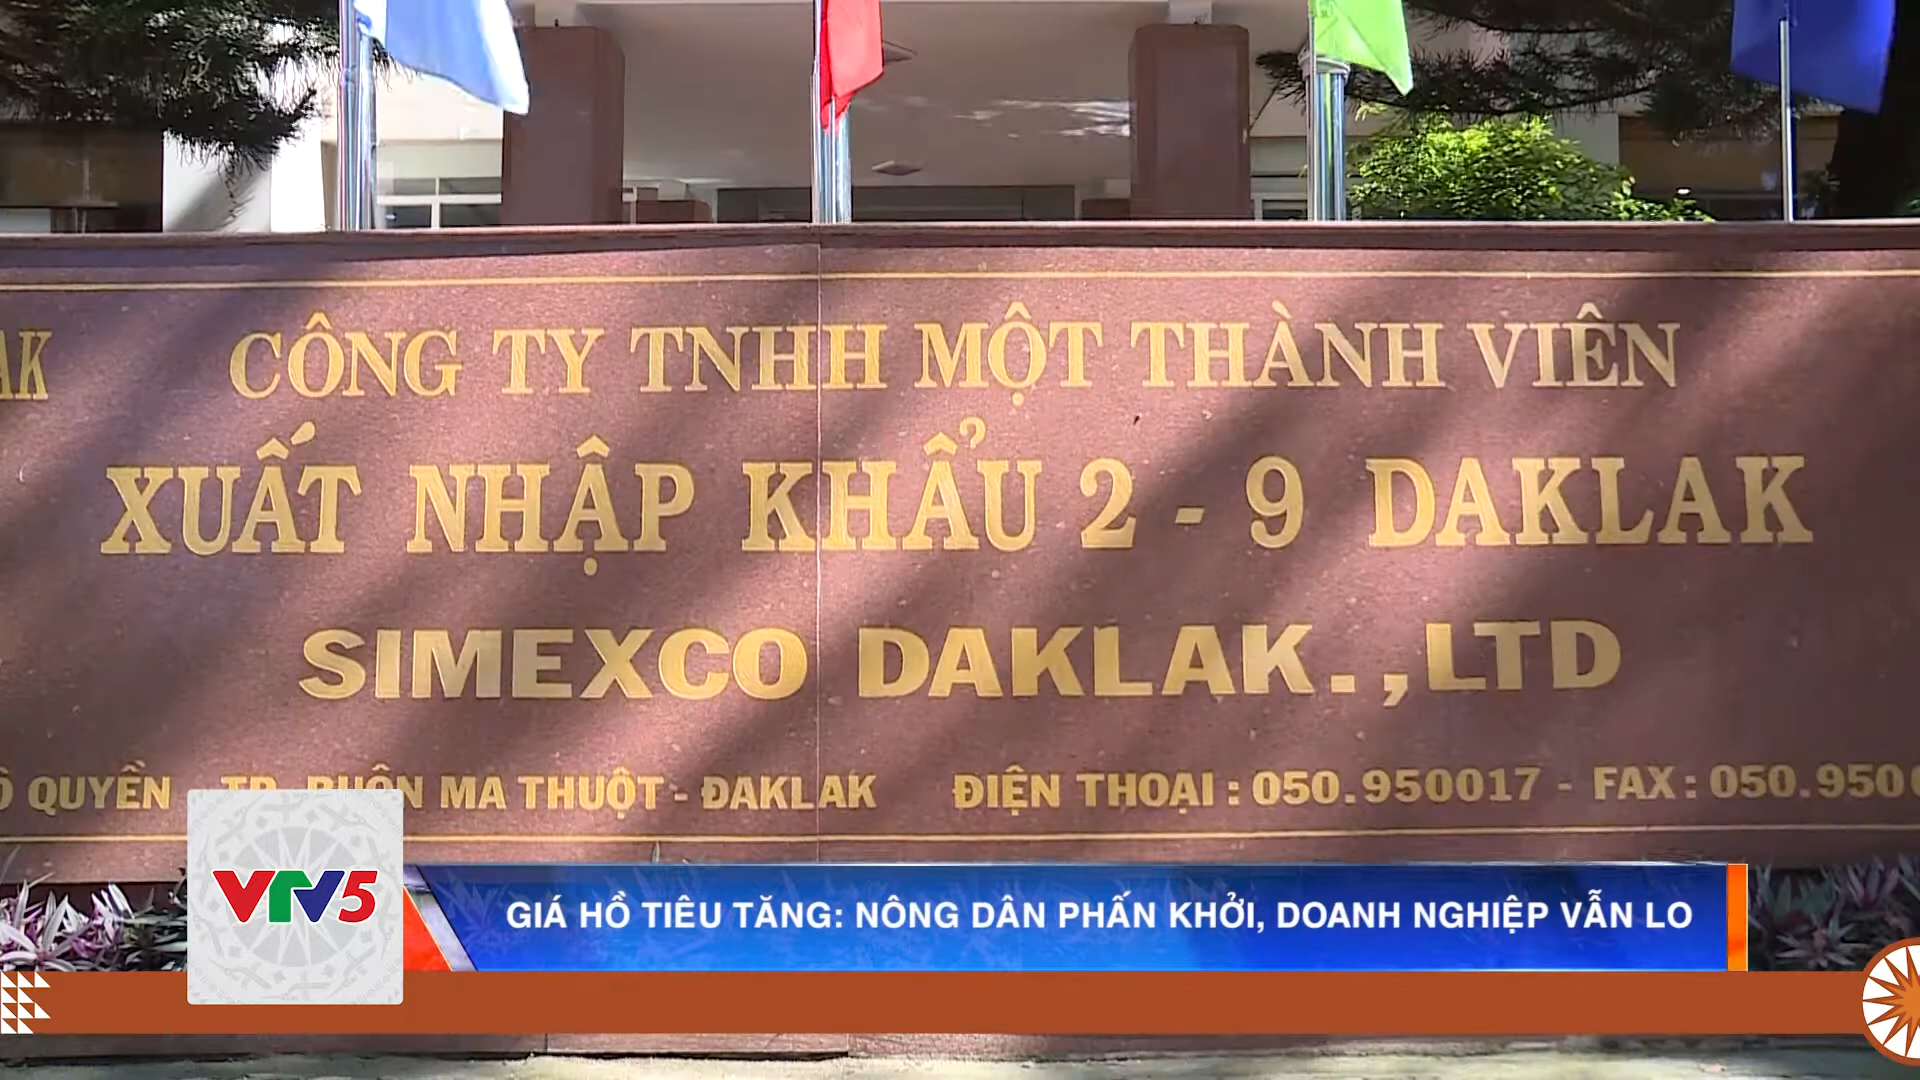 CÔNG TY TNHH MỘT THÀNH VIÊN
XUẤT NHẬP KHẨU 2 - 9 DAKLAK
SIMEXCO DAKLAK.,LTD
QUYỀN TP. BUÔN MA THUỘT - ĐAKLAK ĐIỆN THOẠI : 050.950017 - FAX : 050.950
VTV5
GIÁ HỒ TIÊU TĂNG: NÔNG DÂN PHẤN KHỞI, DOANH NGHIỆP VẪN LO